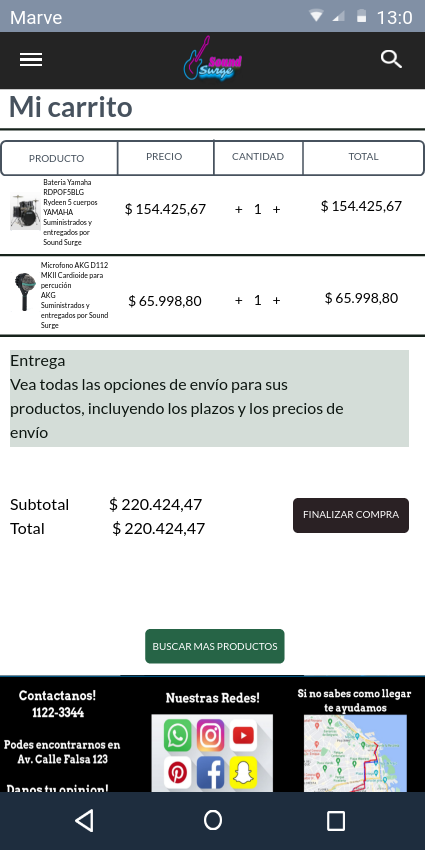 Marve
13:0
Sound
Surge
Mi carrito
PRODUCTO
PRECIO
CANTIDAD
TOTAL
Bateria Yamaha
RDPOF5BLG
Rydeen 5 cuerpos
YAMAHA
Suministrados y
entregados por
Sound Surge
$ 154.425,67
+ 1 +
$ 154.425,67
Microfono AKG D112
MKII Cardioide para
percución
AKG
Suministrados y
entregados por Sound
Surge
$ 65.998,80
+ 1 +
$ 65.998,80
Entrega
Vea todas las opciones de envío para sus
productos, incluyendo los plazos y los precios de
envío
Subtotal $ 220.424,47
Total $ 220.424,47
FINALIZAR COMPRA
BUSCAR MAS PRODUCTOS
Contactanos!
1122-3344
Podes encontrarnos en
Av. Calle Falsa 123
Danos tu opinion!
Nuestras Redes!
Si no sabes como llegar
te ayudamos